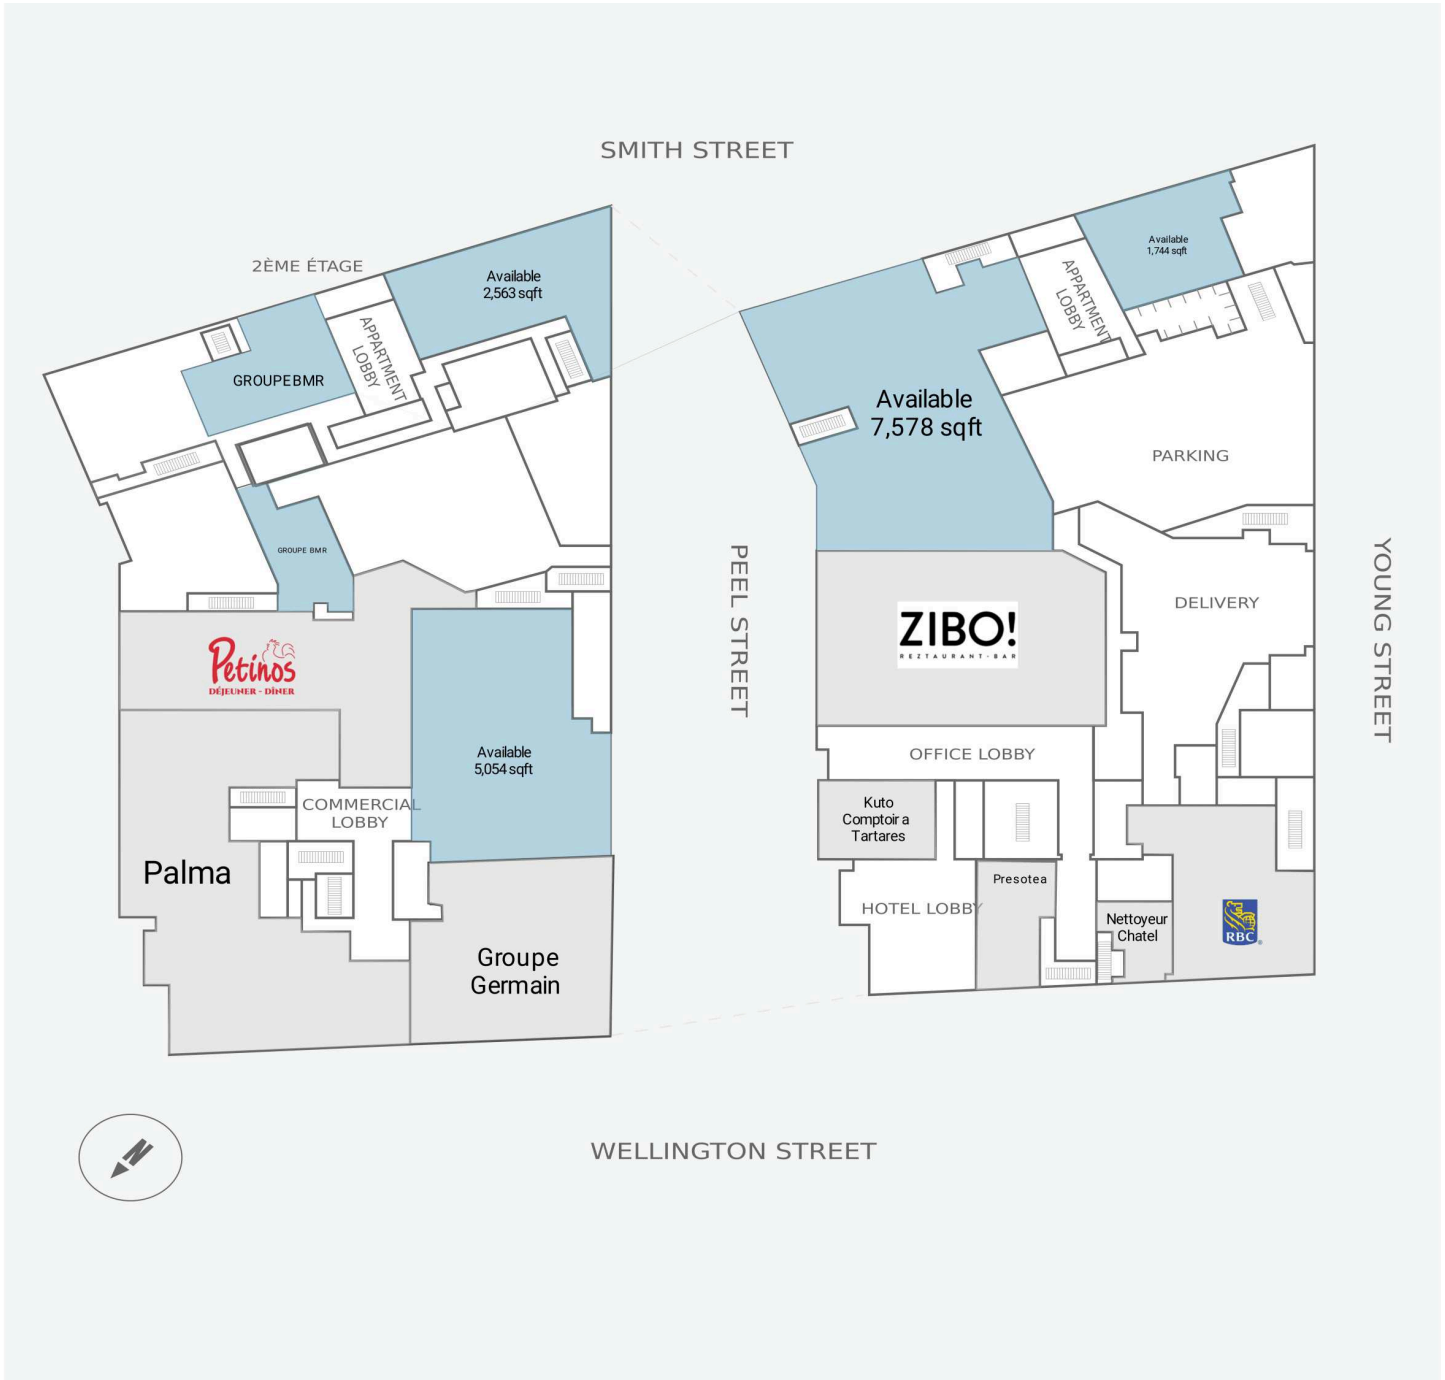 SMITH STREET
2ÈME ÉTAGE
Available
2,563 sqft
APPARTMENT
LOBBY
GROUPEBMR
GROUPE BMR
Petinos
DÉJEUNER - DÎNER
Available
5,054 sqft
COMMERCIAL
LOBBY
Palma
Groupe
Germain
PEEL STREET
Available
1,744 sqft
APPARTMENT
LOBBY
Available
7,578 sqft
PARKING
DELIVERY
YOUNG STREET
ZIBO!
REZTAURANT-BAR
OFFICE LOBBY
Kuto
Comptoir a
Tartares
Presotea
HOTEL LOBBY
Nettoyeur
Chatel
RBC
®
WELLINGTON STREET
N